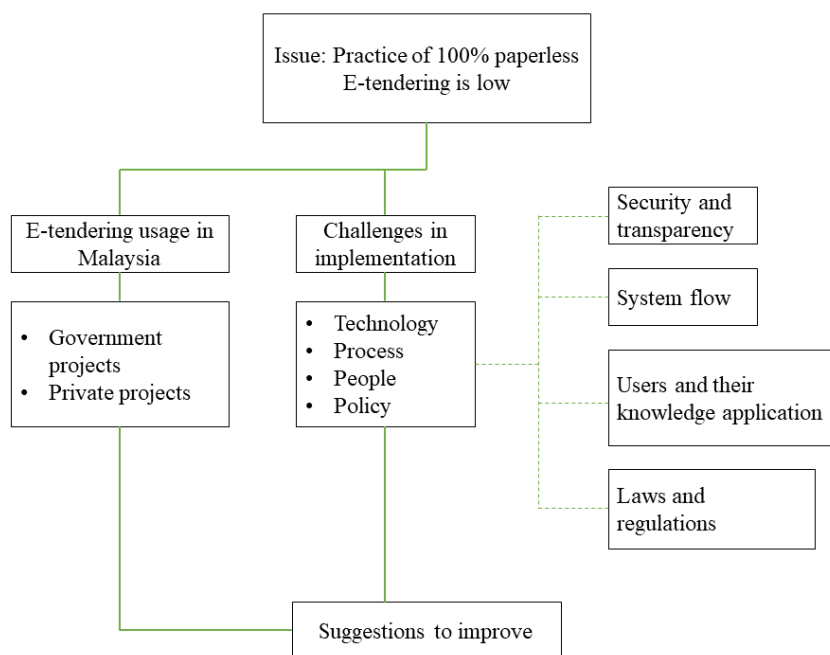 Issue: Practice of 100% paperless
E-tendering is low
E-tendering usage in
Malaysia
Challenges in
implementation
• Government
projects
• Private projects
• Technology
• Process
• People
• Policy
Security and
transparency
System flow
Users and their
knowledge application
Laws and
regulations
Suggestions to improve